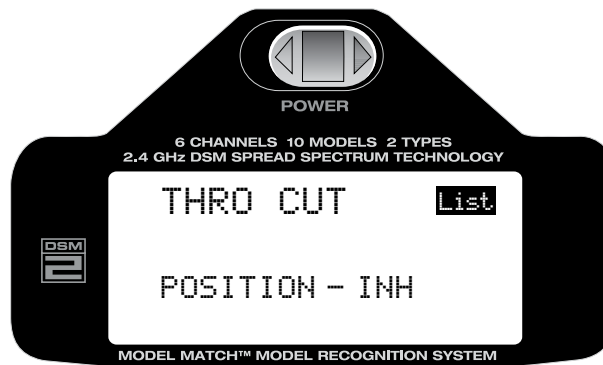 POWER
6 CHANNELS 10 MODELS 2 TYPES
2.4 GHz DSM SPREAD SPECTRUM TECHNOLOGY
THRO CUT List
DSM
2
POSITION – INH
MODEL MATCH™ MODEL RECOGNITION SYSTEM